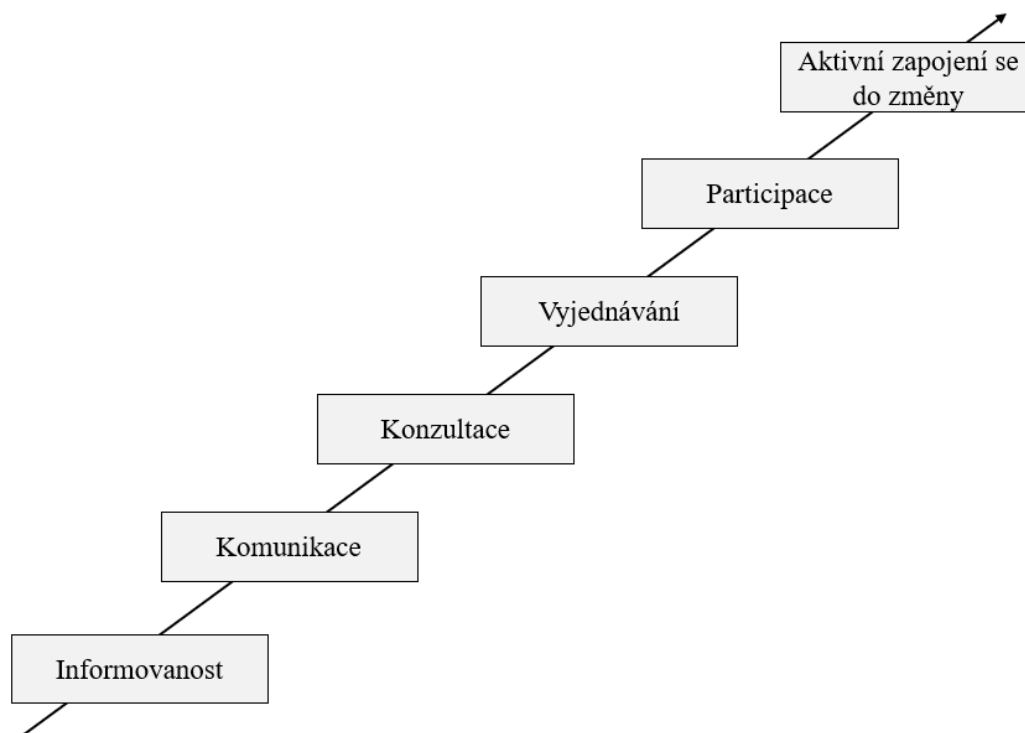 Aktivní zapojení se
do změny
Participace
Vyjednávání
Konzultace
Komunikace
Informovanost